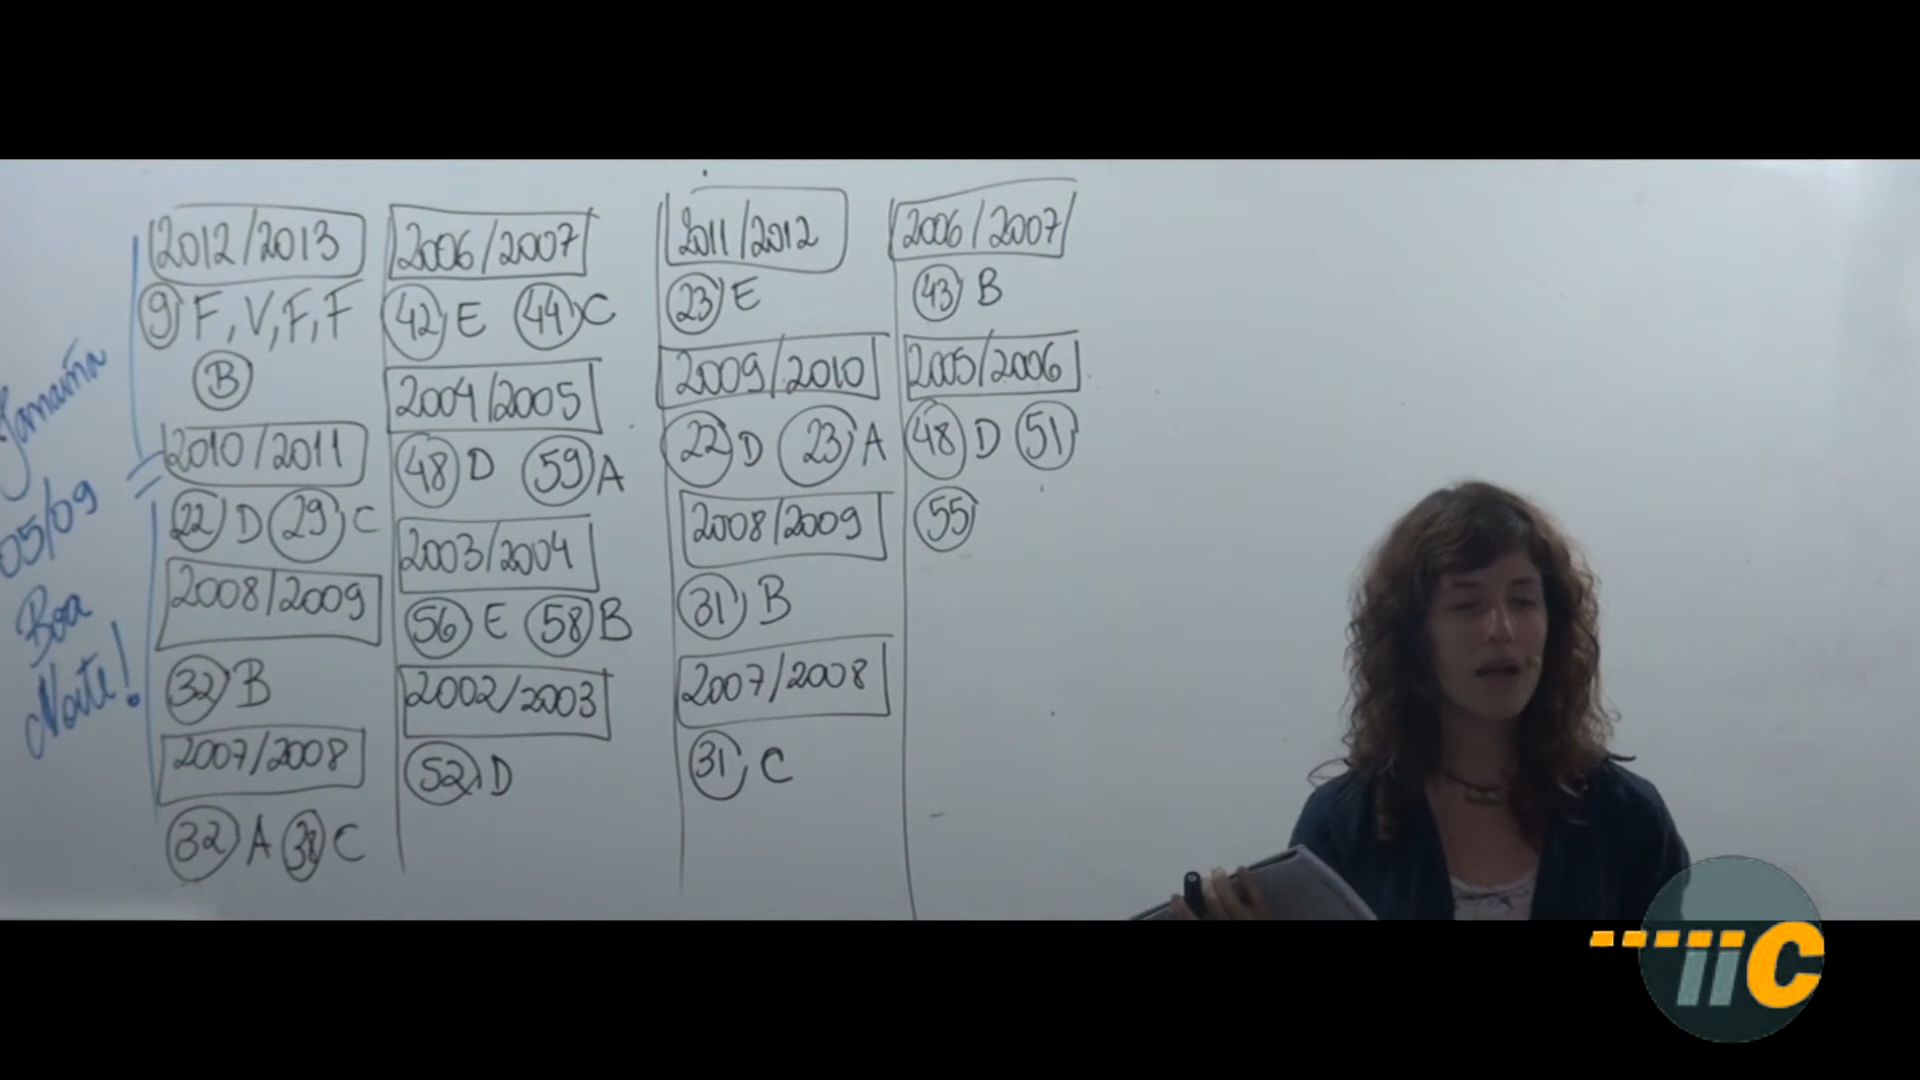 Janaína
05/09
Boa
Noite!
2012/2013
9) F, V, F, F
B
2010/2011
22) D 29) C
2008/2009
32) B
2007/2008
32) A 38) C
2006/2007
42) E 44) C
2004/2005
48) D 59) A
2003/2004
56) E 58) B
2002/2003
52) D
2011/2012
23) E
2009/2010
22) D 23) A
2008/2009
31) B
2007/2008
31) C
2006/2007
43) B
2005/2006
48) D 51)
55)
iiC